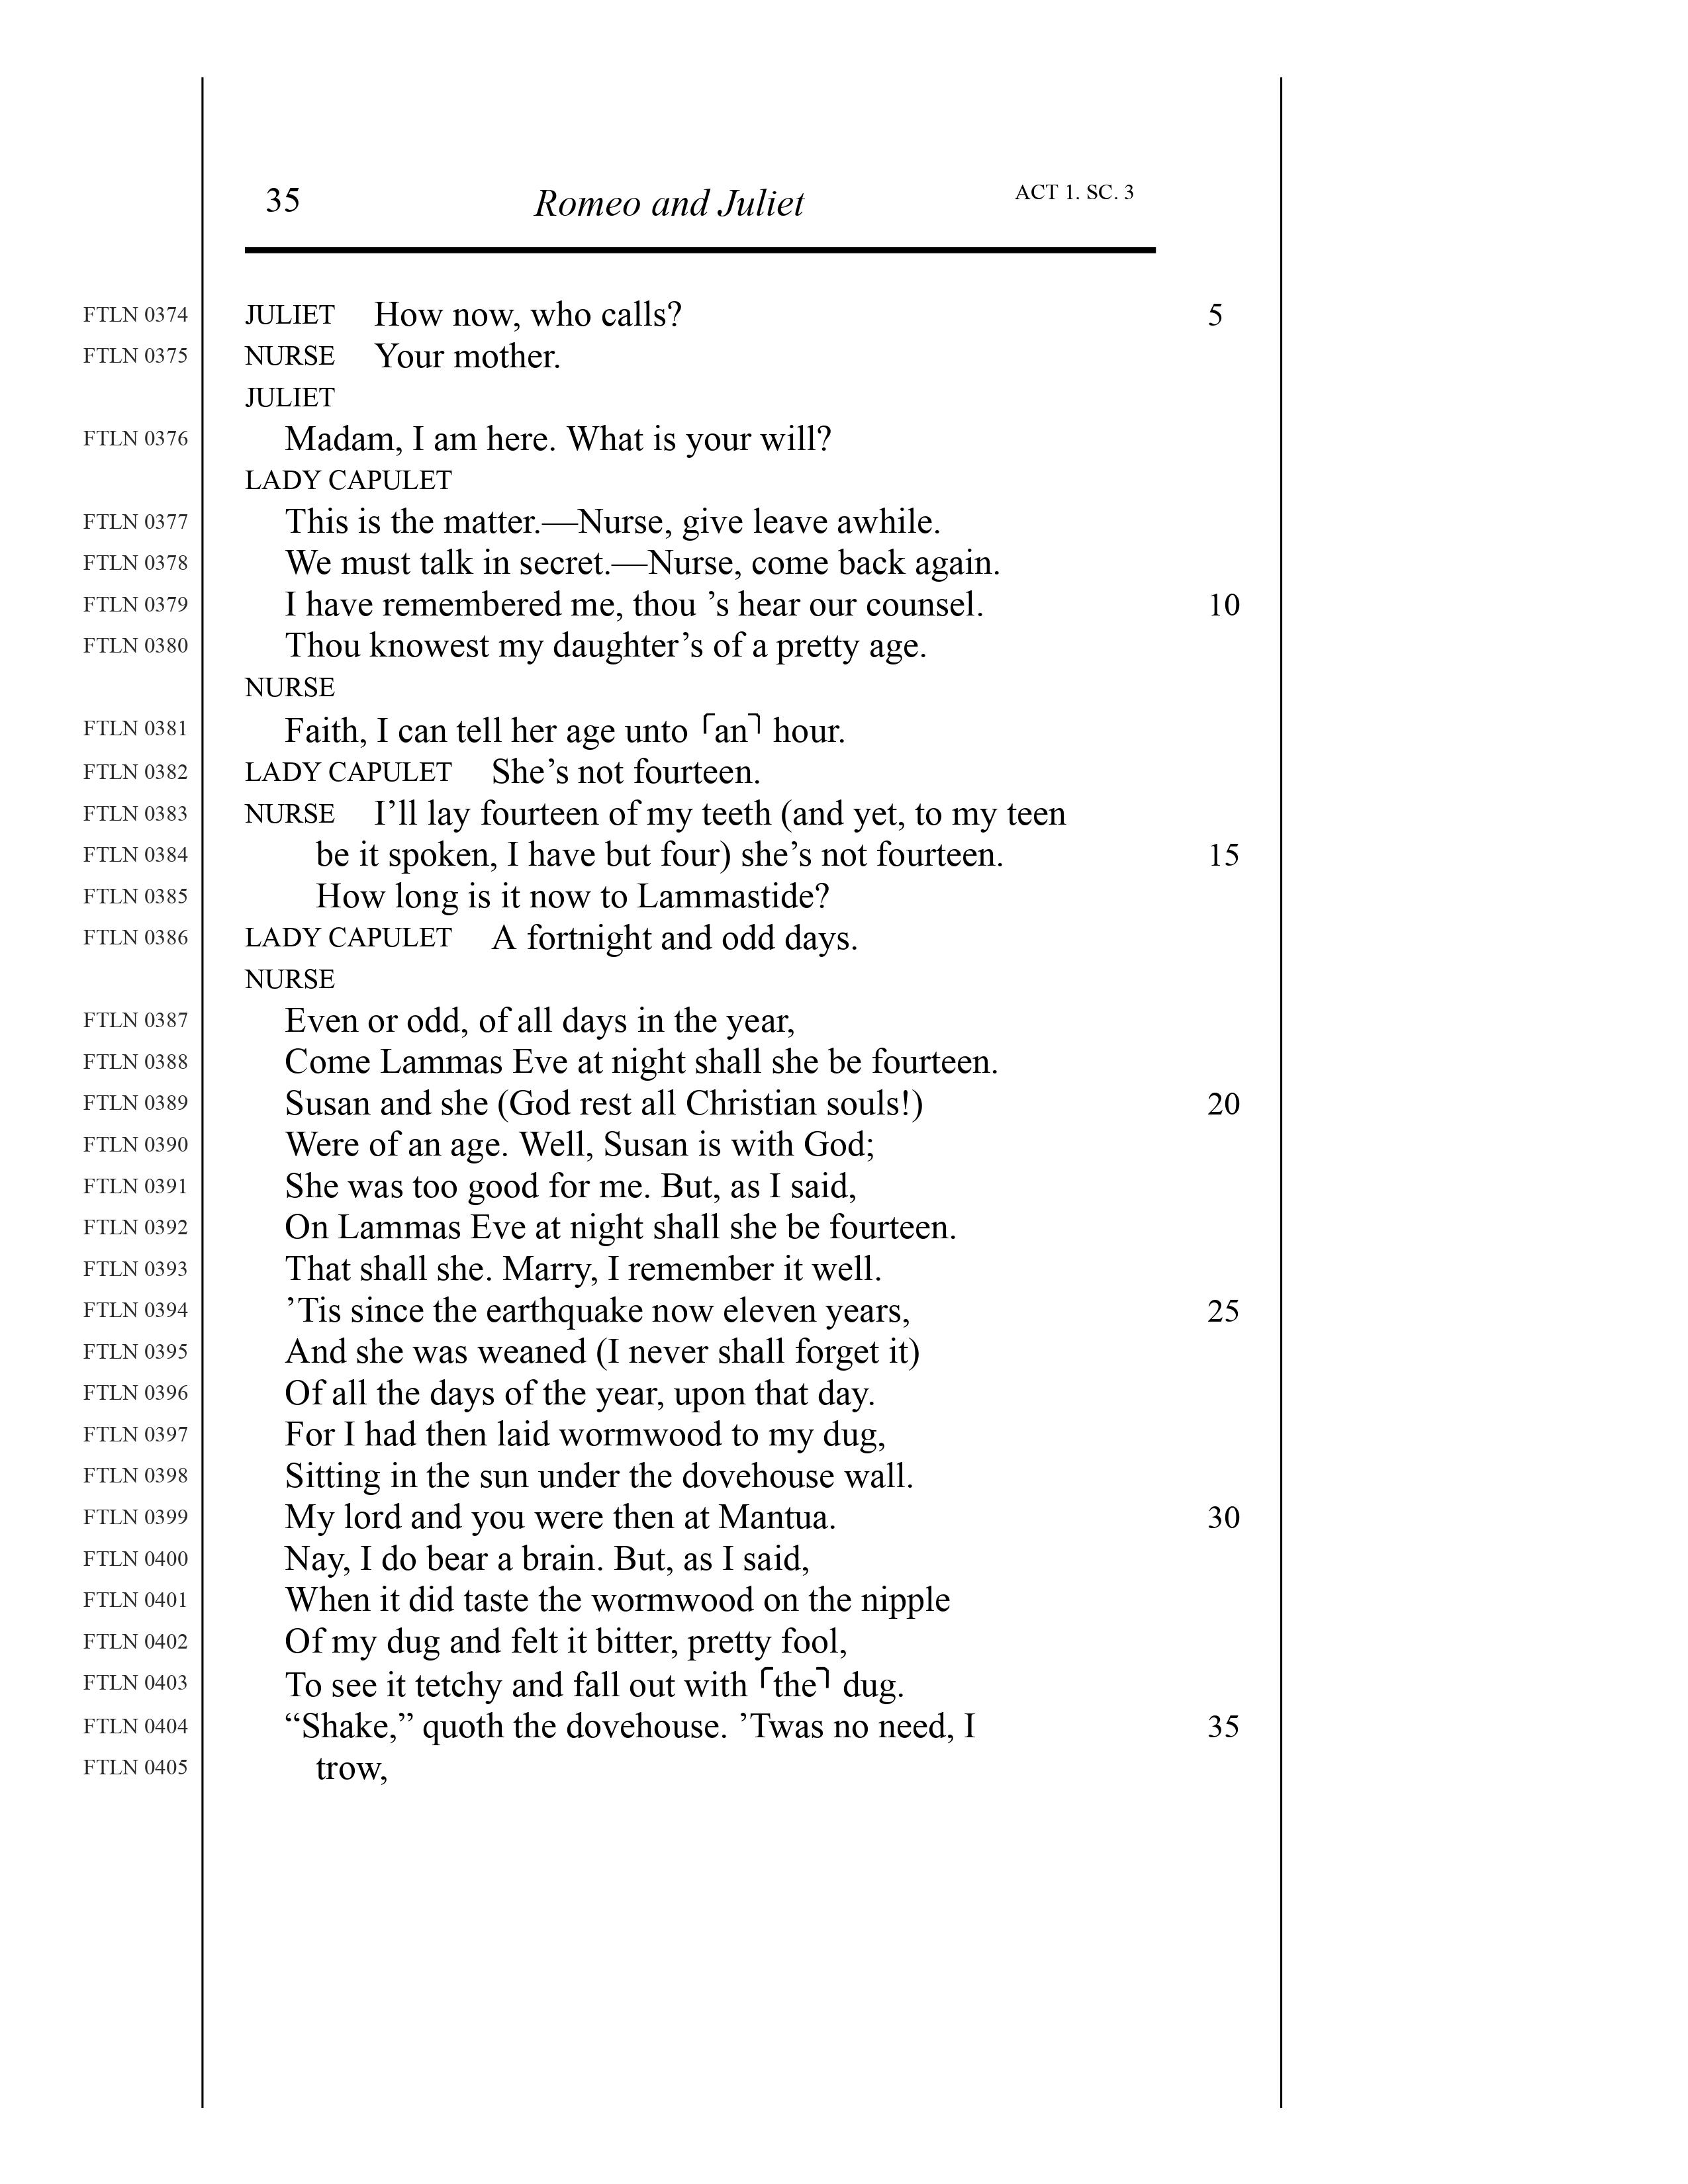 35 Romeo and Juliet ACT 1. SC. 3
FTLN 0374 JULIET How now, who calls? 5
FTLN 0375 NURSE Your mother.
JULIET
FTLN 0376 Madam, I am here. What is your will?
LADY CAPULET
FTLN 0377 This is the matter.—Nurse, give leave awhile.
FTLN 0378 We must talk in secret.—Nurse, come back again.
FTLN 0379 I have remembered me, thou ’s hear our counsel. 10
FTLN 0380 Thou knowest my daughter’s of a pretty age.
NURSE
FTLN 0381 Faith, I can tell her age unto ⌜an⌝ hour.
FTLN 0382 LADY CAPULET She’s not fourteen.
FTLN 0383 NURSE I’ll lay fourteen of my teeth (and yet, to my teen
FTLN 0384 be it spoken, I have but four) she’s not fourteen. 15
FTLN 0385 How long is it now to Lammastide?
FTLN 0386 LADY CAPULET A fortnight and odd days.
NURSE
FTLN 0387 Even or odd, of all days in the year,
FTLN 0388 Come Lammas Eve at night shall she be fourteen.
FTLN 0389 Susan and she (God rest all Christian souls!) 20
FTLN 0390 Were of an age. Well, Susan is with God;
FTLN 0391 She was too good for me. But, as I said,
FTLN 0392 On Lammas Eve at night shall she be fourteen.
FTLN 0393 That shall she. Marry, I remember it well.
FTLN 0394 ’Tis since the earthquake now eleven years, 25
FTLN 0395 And she was weaned (I never shall forget it)
FTLN 0396 Of all the days of the year, upon that day.
FTLN 0397 For I had then laid wormwood to my dug,
FTLN 0398 Sitting in the sun under the dovehouse wall.
FTLN 0399 My lord and you were then at Mantua. 30
FTLN 0400 Nay, I do bear a brain. But, as I said,
FTLN 0401 When it did taste the wormwood on the nipple
FTLN 0402 Of my dug and felt it bitter, pretty fool,
FTLN 0403 To see it tetchy and fall out with ⌜the⌝ dug.
FTLN 0404 “Shake,” quoth the dovehouse. ’Twas no need, I 35
FTLN 0405 trow,